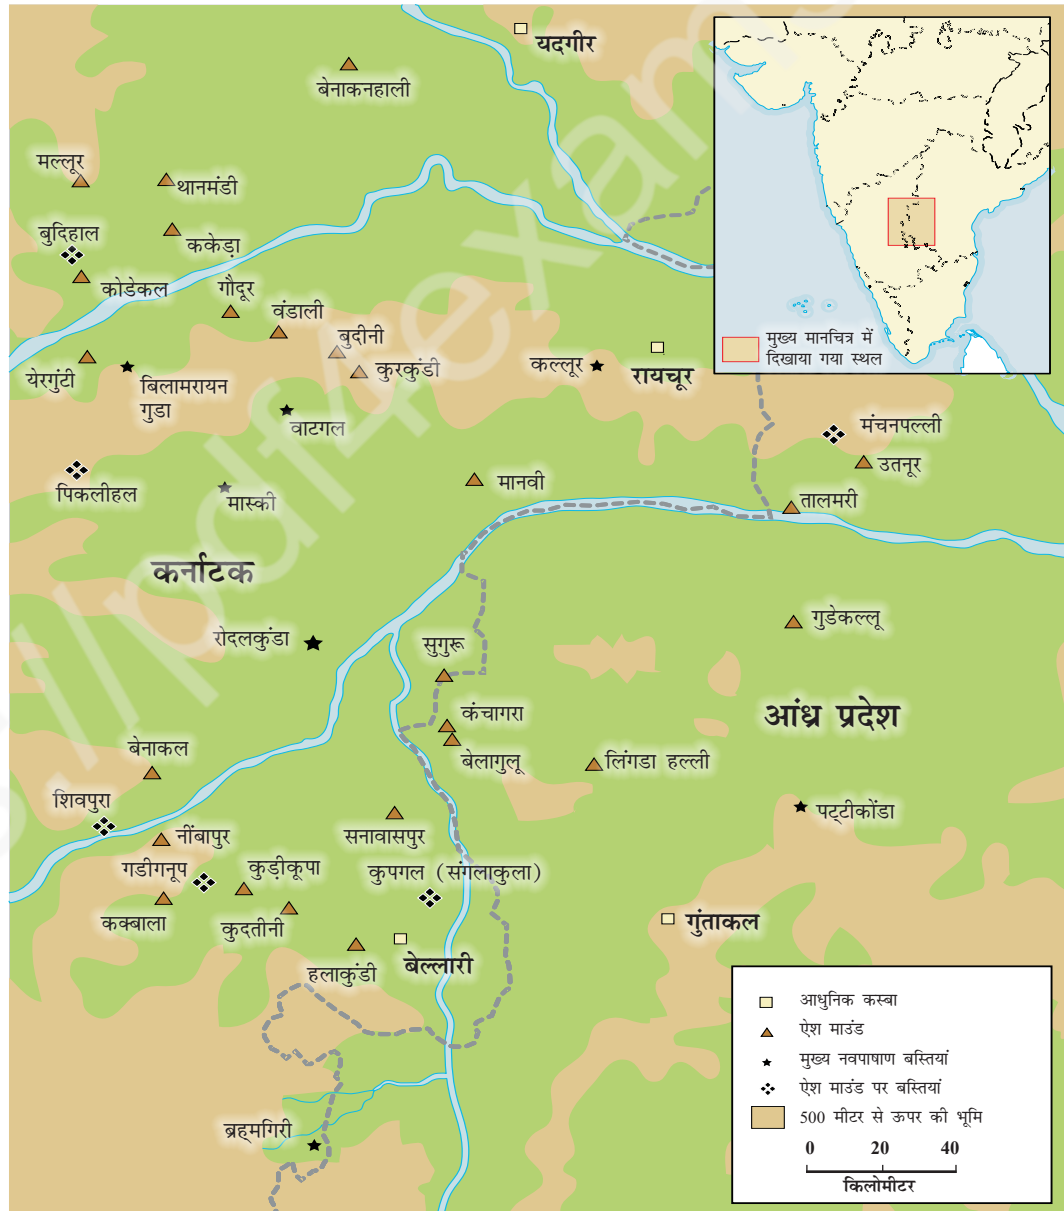 यदगीर
बेनाकनहाली
मल्लूर
थानमंडी
ककेड़ा
बुदिहाल
कोडेकल
गौदूर
वंडाली
बुदीनी
कुरकुंडी
येरगुंटी
बिलामरायन
गुडा
कल्लूर
रायचूर
मुख्य मानचित्र में
दिखाया गया स्थल
वाटगल
मंचनपल्ली
उतनूर
पिकलीहल
मास्की
मानवी
तालमरी
कर्नाटक
रोदलकुंडा
सुगुरू
गुडेकल्लू
कंचागरा
बेलागुलू
आंध्र प्रदेश
लिंगडा हल्ली
बेनाकल
शिवपुरा
नींबापुर
सनावासपुर
पट्टीकोंडा
गडीगनूप
कुड़ीकूपा
कुपगल (संगलाकुला)
कक्बाला
कुदतीनी
हलाकुंडी
बेल्लारी
गुंताकल
ब्रह्मगिरी
आधुनिक कस्बा
ऐश माउंड
मुख्य नवपाषाण बस्तियां
ऐश माउंड पर बस्तियां
500 मीटर से ऊपर की भूमि
0 20 40
किलोमीटर